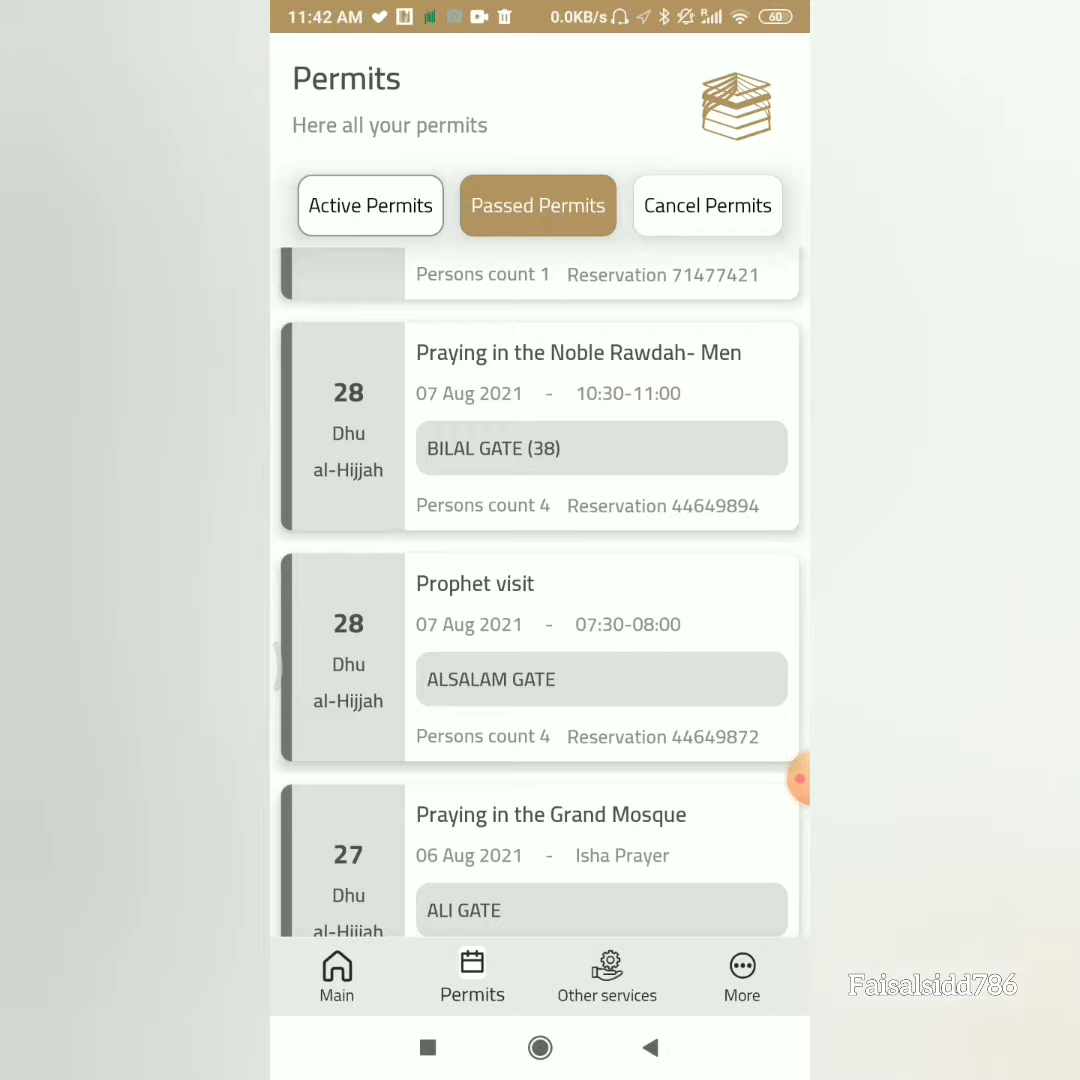 11:42 AM 0.0KB/s 60
Permits
Here all your permits
Active Permits Passed Permits Cancel Permits
Persons count 1 Reservation 71477421
28
Dhu
al-Hijjah
Praying in the Noble Rawdah- Men
07 Aug 2021 - 10:30-11:00
BILAL GATE (38)
Persons count 4 Reservation 44649894
28
Dhu
al-Hijjah
Prophet visit
07 Aug 2021 - 07:30-08:00
ALSALAM GATE
Persons count 4 Reservation 44649872
27
Dhu
al-Hijjah
Praying in the Grand Mosque
06 Aug 2021 - Isha Prayer
ALI GATE
Main Permits Other services More
Faisalsidd786